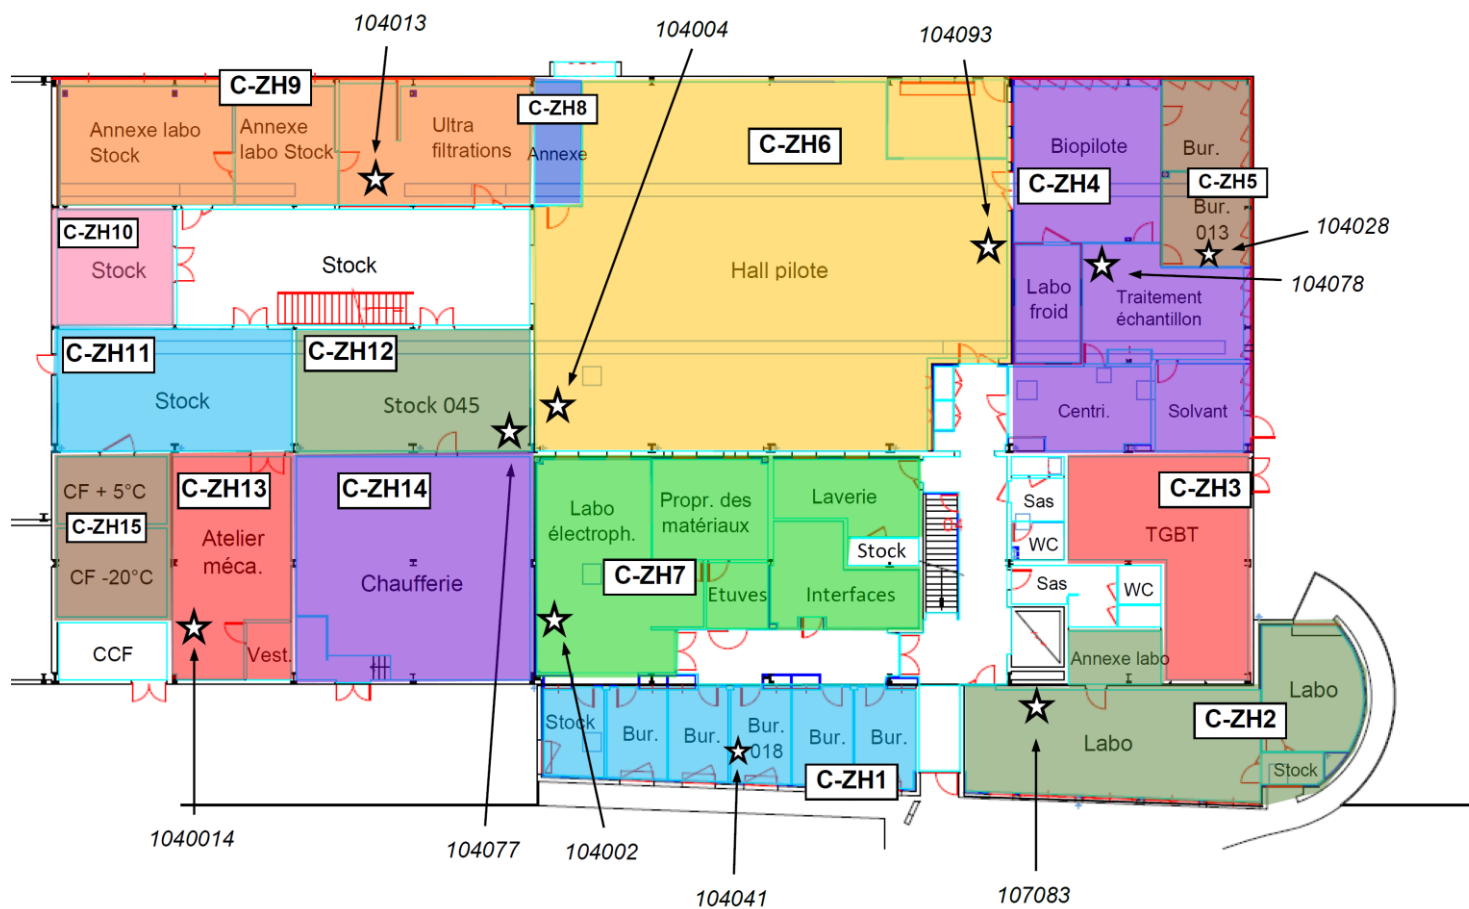 104013
104004
104093
C-ZH9
C-ZH8
C-ZH6
Annexe labo
Stock
Annexe
labo Stock
Ultra
filtrations
Annexe
Biopilote
Bur.
C-ZH4
C-ZH5
Bur.
013
104028
C-ZH10
Stock
Stock
Hall pilote
104078
Labo
froid
Traitement
échantillon
C-ZH11
C-ZH12
Stock
Stock 045
Centri.
Solvant
CF + 5°C
C-ZH13
C-ZH14
C-ZH3
C-ZH15
CF -20°C
Atelier
méca.
Chaufferie
Labo
électroph.
Propr. des
matériaux
Laverie
Stock
Sas
WC
TGBT
C-ZH7
Etuves
Interfaces
Sas
WC
CCF
Vest.
Annexe labo
Labo
C-ZH2
Labo
Stock
Stock
Bur.
Bur.
Bur.
018
Bur.
Bur.
C-ZH1
1040014
104077
104002
104041
107083